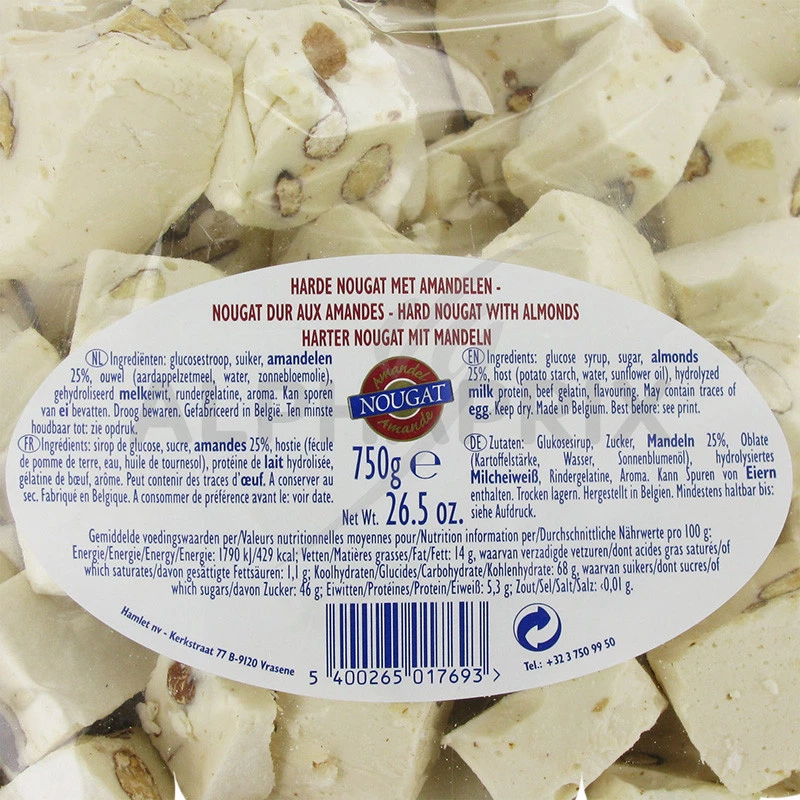 HARDE NOUGAT MET AMANDELEN -
NOUGAT DUR AUX AMANDES - HARD NOUGAT WITH ALMONDS
HARTER NOUGAT MIT MANDELN
NL Ingrediënten: glucosestroop, suiker, amandelen
25%, ouwel (aardappelzetmeel, water, zonnebloemolie),
gehydroliseerd melkeiwit, rundergelatine, aroma. Kan sporen
van ei bevatten. Droog bewaren. Gefabriceerd in België. Ten minste
houdbaar tot: zie opdruk.
FR Ingrédients: sirop de glucose, sucre, amandes 25%, hostie (fécule
de pomme de terre, eau, huile de tournesol), protéine de lait hydrolisée,
gélatine de bœuf, arôme. Peut contenir des traces d'œuf. A conserver au
sec. Fabriqué en Belgique. A consommer de préférence avant le: voir date.
Amandel
NOUGAT
Amande
750g e
Net Wt. 26.5 oz.
EN Ingredients: glucose syrup, sugar, almonds
25%, host (potato starch, water, sunflower oil), hydrolyzed
milk protein, beef gelatin, flavouring. May contain traces of
egg. Keep dry. Made in Belgium. Best before: see print.
DE Zutaten: Glukosesirup, Zucker, Mandeln 25%, Oblate
(Kartoffelstärke, Wasser, Sonnenblumenöl), hydrolysiertes
Milcheiweiß, Rindergelatine, Aroma. Kann Spuren von Eiern
enthalten. Trocken lagern. Hergestellt in Belgien. Mindestens haltbar bis:
siehe Aufdruck.
Gemiddelde voedingswaarden per/Valeurs nutritionnelles moyennes pour/Nutrition information per/Durchschnittliche Nährwerte pro 100 g:
Energie/Energie/Energy/Energie: 1790 kJ/429 kcal; Vetten/Matières grasses/Fat/Fett: 14 g, waarvan verzadigde vetzuren/dont acides gras saturés/of
which saturates/davon gesättigte Fettsäuren: 1,1 g; Koolhydraten/Glucides/Carbohydrate/Kohlenhydrate: 68 g, waarvan suikers/dont sucres/of
which sugars/davon Zucker: 46 g; Eiwitten/Protéines/Protein/Eiweiß: 5,3 g; Zout/Sel/Salt/Salz: <0,01 g.
Hamlet nv - Kerkstraat 77 B-9120 Vrasene
5 400265 017693 >
Tel.: +32 3 750 99 50
ALPHAPRIX